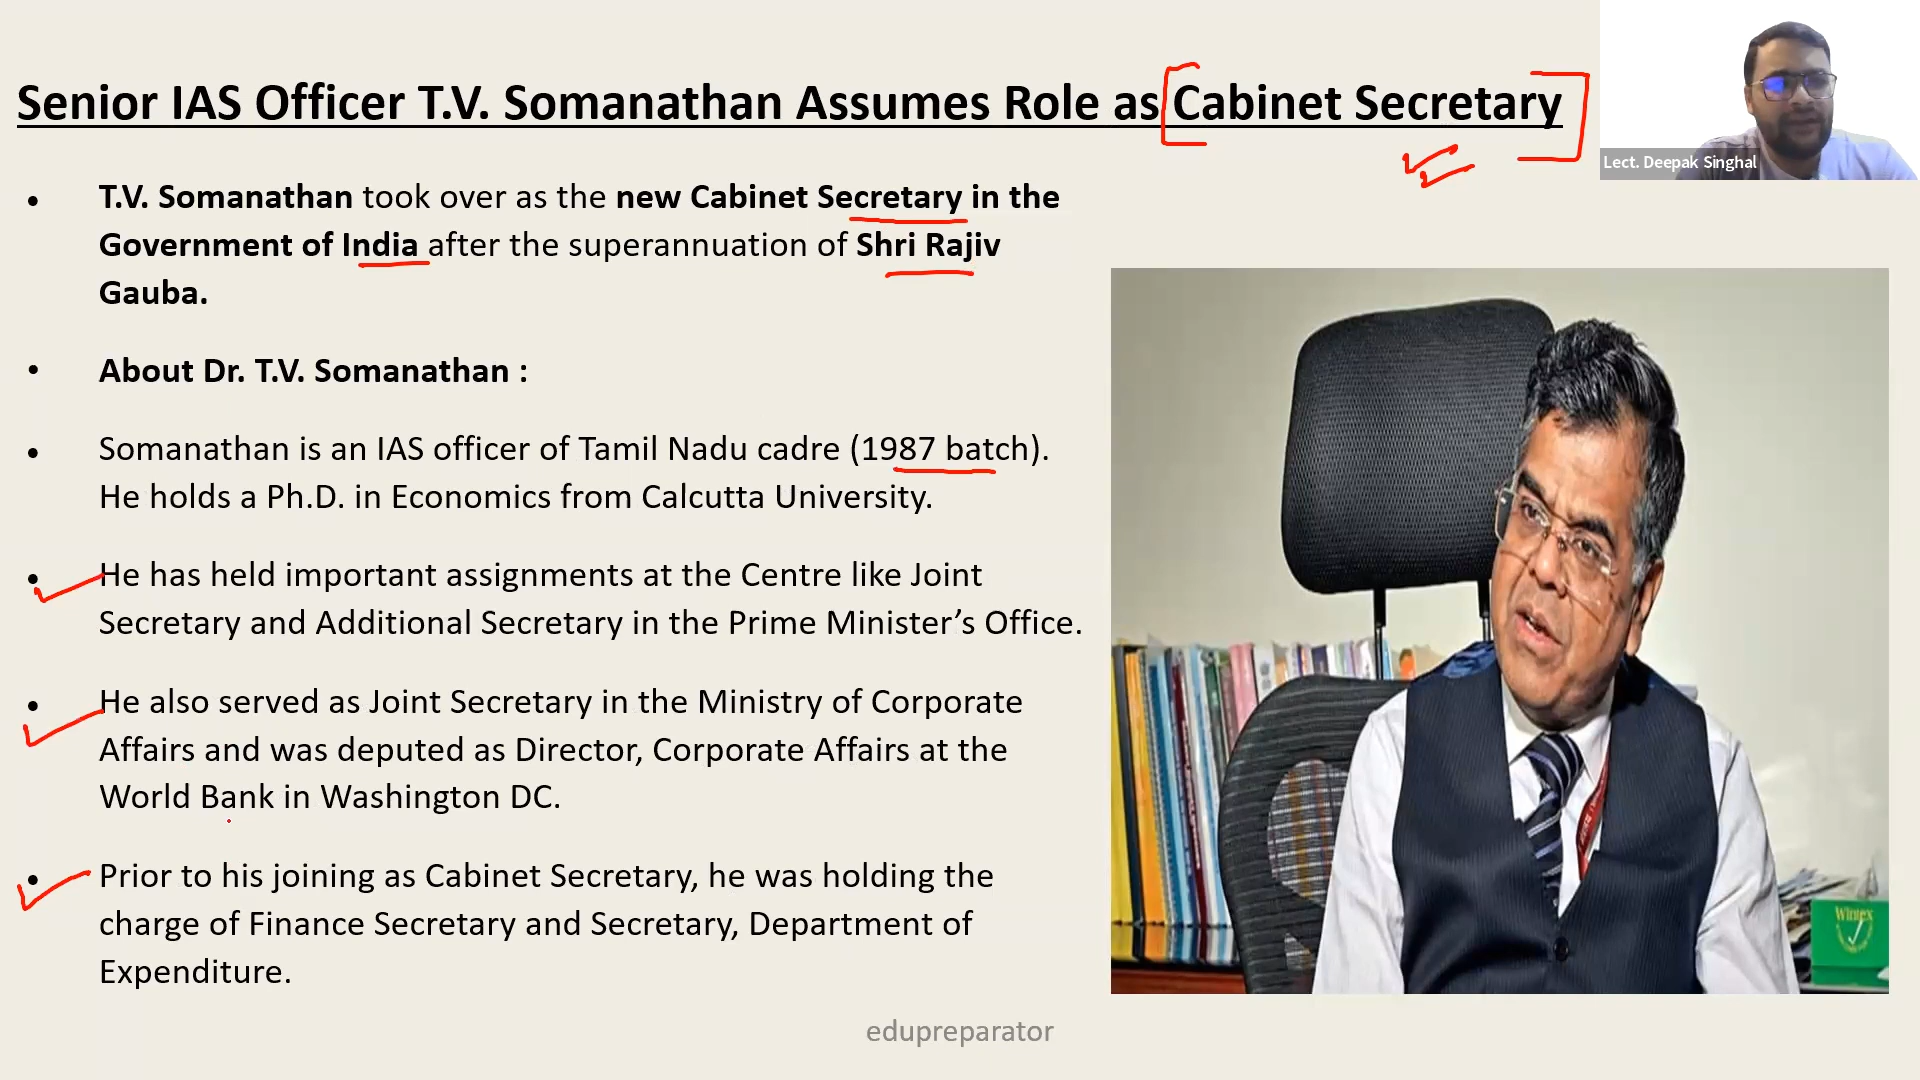 Senior IAS Officer T.V. Somanathan Assumes Role as Cabinet Secretary
Lect. Deepak Singhal
• T.V. Somanathan took over as the new Cabinet Secretary in the
Government of India after the superannuation of Shri Rajiv
Gauba.
• About Dr. T.V. Somanathan :
• Somanathan is an IAS officer of Tamil Nadu cadre (1987 batch).
He holds a Ph.D. in Economics from Calcutta University.
• He has held important assignments at the Centre like Joint
Secretary and Additional Secretary in the Prime Minister’s Office.
• He also served as Joint Secretary in the Ministry of Corporate
Affairs and was deputed as Director, Corporate Affairs at the
World Bank in Washington DC.
• Prior to his joining as Cabinet Secretary, he was holding the
charge of Finance Secretary and Secretary, Department of
Expenditure.
Wintex
edupreparator